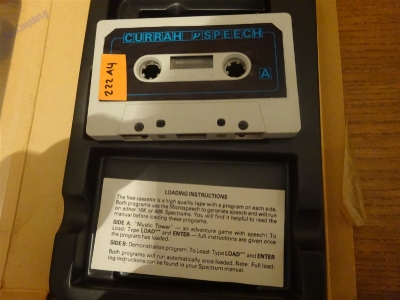 CURRAH µSPEECH
222A4
A
LOADING INSTRUCTIONS
The free cassette is a high quality tape with a program on each side.
Both programs use the Microspeech to generate speech and will run
on either 16K or 48K Spectrums. You will find it helpful to read the
manual before loading these programs.
SIDE A: "Mystic Tower" — an adventure game with speech! To
Load: Type LOAD"" and ENTER — full instructions are given once
the program has loaded.
SIDE B: Demonstration program. To Load: Type LOAD"" and ENTER
Both programs will run automatically once loaded. Note: Full load-
ing instructions can be found in your Spectrum manual.